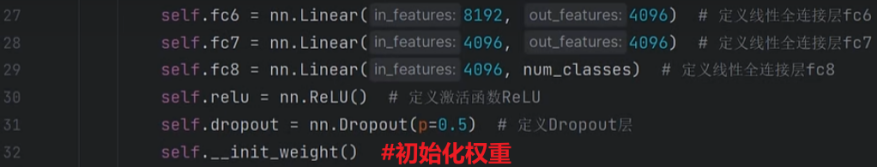 27 self.fc6 = nn.Linear(in_features: 8192, out_features: 4096) # 定义线性全连接层fc6
28 self.fc7 = nn.Linear(in_features: 4096, out_features: 4096) # 定义线性全连接层fc7
29 self.fc8 = nn.Linear(in_features: 4096, num_classes) # 定义线性全连接层fc8
30 self.relu = nn.ReLU() # 定义激活函数ReLU
31 self.dropout = nn.Dropout(p=0.5) # 定义Dropout层
32 self.__init_weight() #初始化权重